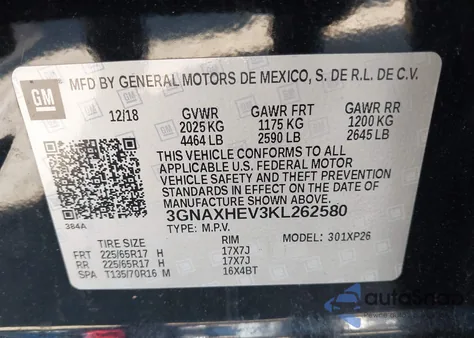 GM
MFD BY GENERAL MOTORS DE MEXICO, S. DE R.L. DE C.V.
12/18 GVWR GAWR FRT GAWR RR
2025 KG 1175 KG 1200 KG
4464 LB 2590 LB 2645 LB
THIS VEHICLE CONFORMS TO ALL
APPLICABLE U.S. FEDERAL MOTOR
VEHICLE SAFETY AND THEFT PREVENTION
STANDARDS IN EFFECT ON THE DATE OF
MANUFACTURE SHOWN ABOVE.
384A
3GNAXHEV3KL262580
TYPE: M.P.V. MODEL: 301XP26
TIRE SIZE RIM
FRT 225/65R17 H 17X7J
RR 225/65R17 H 17X7J
SPA T135/70R16 M 16X4BT